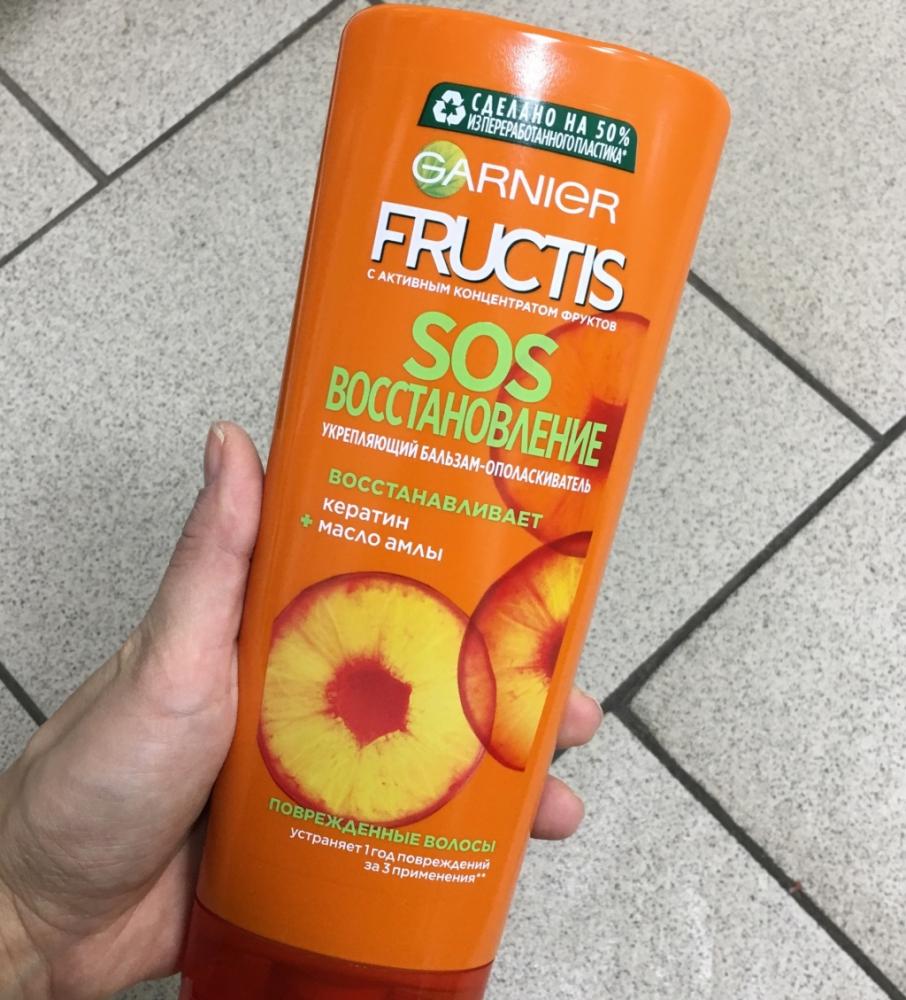 СДЕЛАНО НА 50%
ИЗ ПЕРЕРАБОТАННОГО ПЛАСТИКА*
GARNIER
FRUCTIS
С АКТИВНЫМ КОНЦЕНТРАТОМ ФРУКТОВ
SOS
ВОССТАНОВЛЕНИЕ
УКРЕПЛЯЮЩИЙ БАЛЬЗАМ-ОПОЛАСКИВАТЕЛЬ
ВОССТАНАВЛИВАЕТ
кератин
+ масло амлы
ПОВРЕЖДЕННЫЕ ВОЛОСЫ
устраняет 1 год повреждений
за 3 применения**